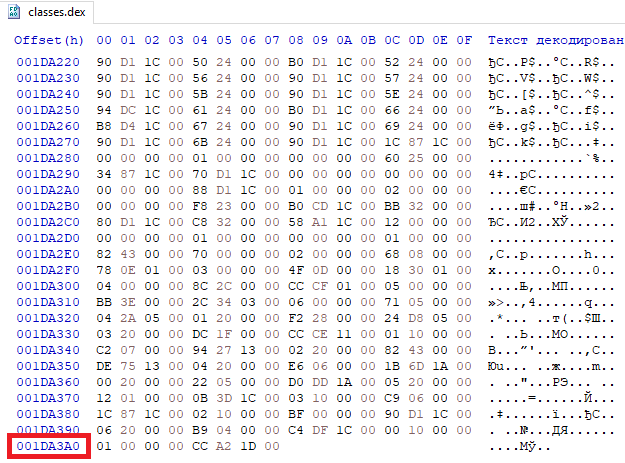 classes.dex
Offset(h) 00 01 02 03 04 05 06 07 08 09 0A 0B 0C 0D 0E 0F Текст декодирован
001DA220 90 D1 1C 00 50 24 00 00 B0 D1 1C 00 52 24 00 00 ђС..P$..°С..R$..
001DA230 90 D1 1C 00 56 24 00 00 90 D1 1C 00 57 24 00 00 ђС..V$..ђС..W$..
001DA240 90 D1 1C 00 5B 24 00 00 90 D1 1C 00 5E 24 00 00 ђС..[$..ђС..^$..
001DA250 94 DC 1C 00 61 24 00 00 B0 D1 1C 00 66 24 00 00 ”Ь..a$..°С..f$..
001DA260 B8 D4 1C 00 67 24 00 00 90 D1 1C 00 69 24 00 00 ёФ..g$..ђС..i$..
001DA270 90 D1 1C 00 6B 24 00 00 90 D1 1C 00 1C 87 1C 00 ђС..k$..ђС...‡..
001DA280 00 00 00 00 01 00 00 00 00 00 00 00 60 25 00 00 ............`%..
001DA290 34 87 1C 00 70 D1 1C 00 00 00 00 00 00 00 00 00 4‡..pС..........
001DA2A0 00 00 00 00 88 D1 1C 00 01 00 00 00 02 00 00 00 ....€С..........
001DA2B0 00 00 00 00 F8 23 00 00 B0 CD 1C 00 BB 32 00 00 ....ш#..°Н..»2..
001DA2C0 80 D1 1C 00 C8 32 00 00 58 A1 1C 00 12 00 00 00 ЂС..И2..XЎ......
001DA2D0 00 00 00 00 01 00 00 00 00 00 00 00 01 00 00 00 ................
001DA2E0 82 43 00 00 70 00 00 00 02 00 00 00 68 08 00 00 ‚C..p.......h...
001DA2F0 78 0E 01 00 03 00 00 00 4F 0D 00 00 18 30 01 00 x.......O....0..
001DA300 04 00 00 00 8C 2C 00 00 CC CF 01 00 05 00 00 00 ....Њ,..МП......
001DA310 BB 3E 00 00 2C 34 03 00 06 00 00 00 71 05 00 00 »>..,4......q...
001DA320 04 2A 05 00 01 20 00 00 F2 28 00 00 24 D8 05 00 .*... ..т(..$Ш..
001DA330 03 20 00 00 DC 1F 00 00 CC CE 11 00 01 10 00 00 . ..Ь...МО......
001DA340 C2 07 00 00 94 27 13 00 02 20 00 00 82 43 00 00 В...”'... ..‚C..
001DA350 DE 75 13 00 04 20 00 00 E6 06 00 00 1B 6D 1A 00 Юu... ..ж....m..
001DA360 00 20 00 00 22 05 00 00 D0 DD 1A 00 05 20 00 00 . .."...РЭ... ..
001DA370 12 01 00 00 0B 3D 1C 00 03 10 00 00 C9 06 00 00 .....=......Й...
001DA380 1C 87 1C 00 02 10 00 00 BF 00 00 00 90 D1 1C 00 .‡......ї...ђС..
001DA390 06 20 00 00 B9 04 00 00 C4 DF 1C 00 00 10 00 00 . ..№...ДЯ......
001DA3A0 01 00 00 00 CC A2 1D 00 ....Мў..